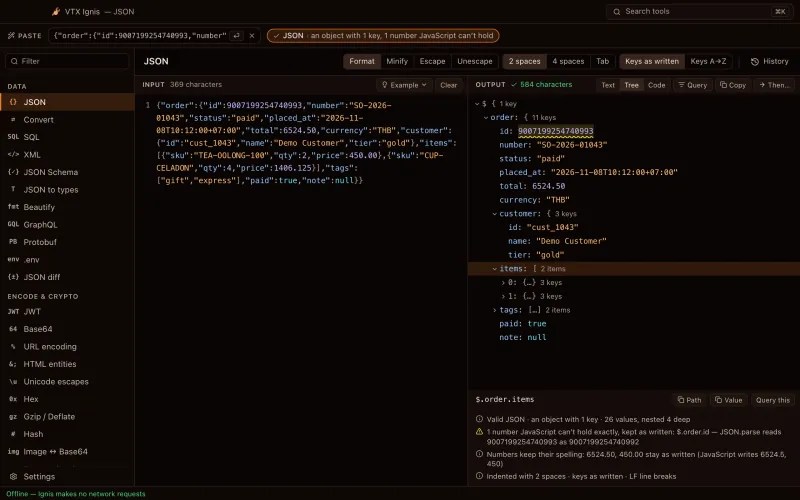 VTX Ignis — JSON
Search tools
⌘K
PASTE
{"order":{"id":9007199254740993,"number"
JSON · an object with 1 key, 1 number JavaScript can't hold
Filter
DATA
{} JSON
Convert
SQL SQL
</> XML
{/} JSON Schema
T JSON to types
fmt Beautify
GQL GraphQL
PB Protobuf
env .env
{±} JSON diff
ENCODE & CRYPTO
JWT JWT
64 Base64
% URL encoding
&; HTML entities
\u Unicode escapes
0x Hex
gz Gzip / Deflate
# Hash
img Image ↔ Base64
Settings
JSON
Format
Minify
Escape
Unescape
2 spaces
4 spaces
Tab
Keys as written
Keys A→Z
History
INPUT 369 characters
Example
Clear
1 {"order":{"id":9007199254740993,"number":"SO-2026-
01043","status":"paid","placed_at":"2026-11-
08T10:12:00+07:00","total":6524.50,"currency":"THB","customer":
{"id":"cust_1043","name":"Demo Customer","tier":"gold"},"items":
[{"sku":"TEA-OOLONG-100","qty":2,"price":450.00},{"sku":"CUP-
CELADON","qty":4,"price":1406.125}],"tags":
["gift","express"],"paid":true,"note":null}}
OUTPUT ✓ 584 characters
Text
Tree
Code
Query
Copy
→ Then…
$ { 1 key
order: { 11 keys
id: 9007199254740993
number: "SO-2026-01043"
status: "paid"
placed_at: "2026-11-08T10:12:00+07:00"
total: 6524.50
currency: "THB"
customer: { 3 keys
id: "cust_1043"
name: "Demo Customer"
tier: "gold"
items: [ 2 items
0: {…} 3 keys
1: {…} 3 keys
tags: […] 2 items
paid: true
note: null
$.order.items
Path
Value
Query this
Valid JSON · an object with 1 key · 26 values, nested 4 deep
1 number JavaScript can't hold exactly, kept as written: $.order.id — JSON.parse reads
9007199254740993 as 9007199254740992
Numbers keep their spelling: 6524.50, 450.00 stay as written (JavaScript writes 6524.5,
450)
Indented with 2 spaces · keys as written · LF line breaks
Offline — Ignis makes no network requests